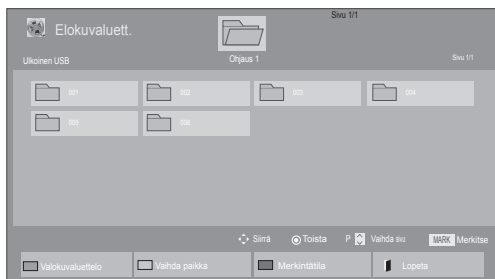 Sivu 1/1
Elokuvaluett.
Ohjaus 1
Ulkoinen USB
Sivu 1/1
001 002 003 004
005 006
Siirrä Toista P Vaihda sivu MARK Merkitse
Valokuvaluettelo Vaihda paikka Merkintätila Lopeta